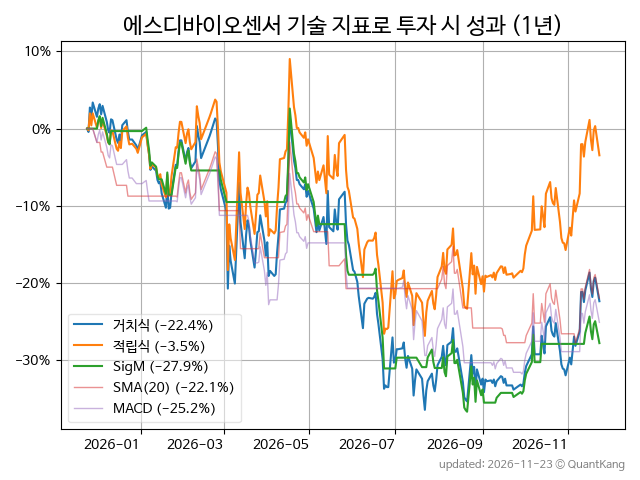 에스디바이오센서 기술 지표로 투자 시 성과 (1년)
10%
0%
−10%
−20%
−30%
거치식 (−22.4%)
적립식 (−3.5%)
SigM (−27.9%)
SMA(20) (−22.1%)
MACD (−25.2%)
2026−01
2026−03
2026−05
2026−07
2026−09
2026−11
updated: 2026−11−23 © QuantKang